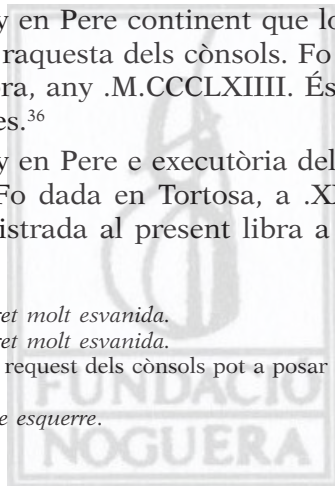 y en Pere continent que lo
raquesta dels cònsols. Fo
ra, any .M.CCCLXIIII. És
es.³⁶
y en Pere e executòria del
Fo dada en Tortosa, a .X
istrada al present libra a
et molt esvanida.
et molt esvanida.
request dels cònsols pot a posar
e esquerre.
FUNDACIÓ
NOGUERA